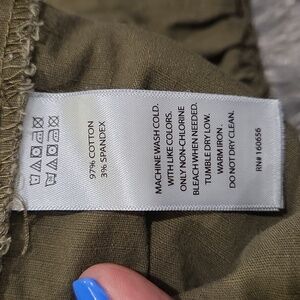 97% COTTON
3% SPANDEX
MACHINE WASH COLD.
WITH LIKE COLORS.
ONLY NON-CHLORINE
BLEACH WHEN NEEDED.
TUMBLE DRY LOW.
WARM IRON.
DO NOT DRY CLEAN.
RN# 160656